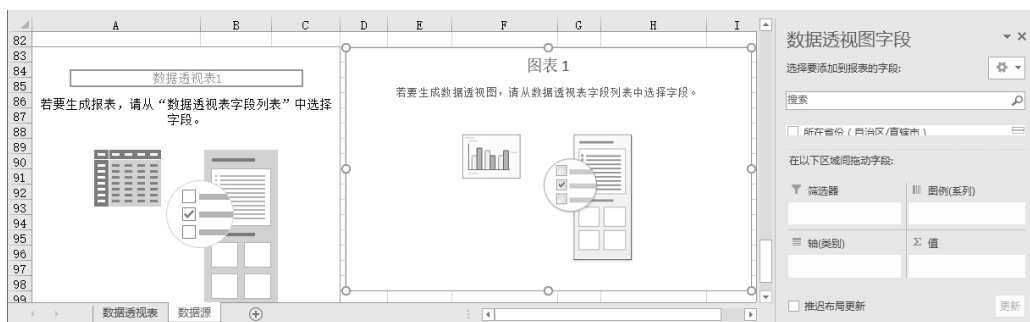 A B C D E F G H I
82
83
84
85
86
87
88
89
90
91
92
93
94
95
96
97
98
99
数据透视表1
若要生成报表，请从“数据透视表字段列表”中选择
字段。
图表 1
若要生成数据透视图，请从数据透视表字段列表中选择字段。
数据透视表 数据源
数据透视图字段
选择要添加到报表的字段:
搜索
所在省份（自治区/直辖市）
在以下区域间拖动字段:
筛选器 图例(系列)
轴(类别) Σ 值
推迟布局更新 更新